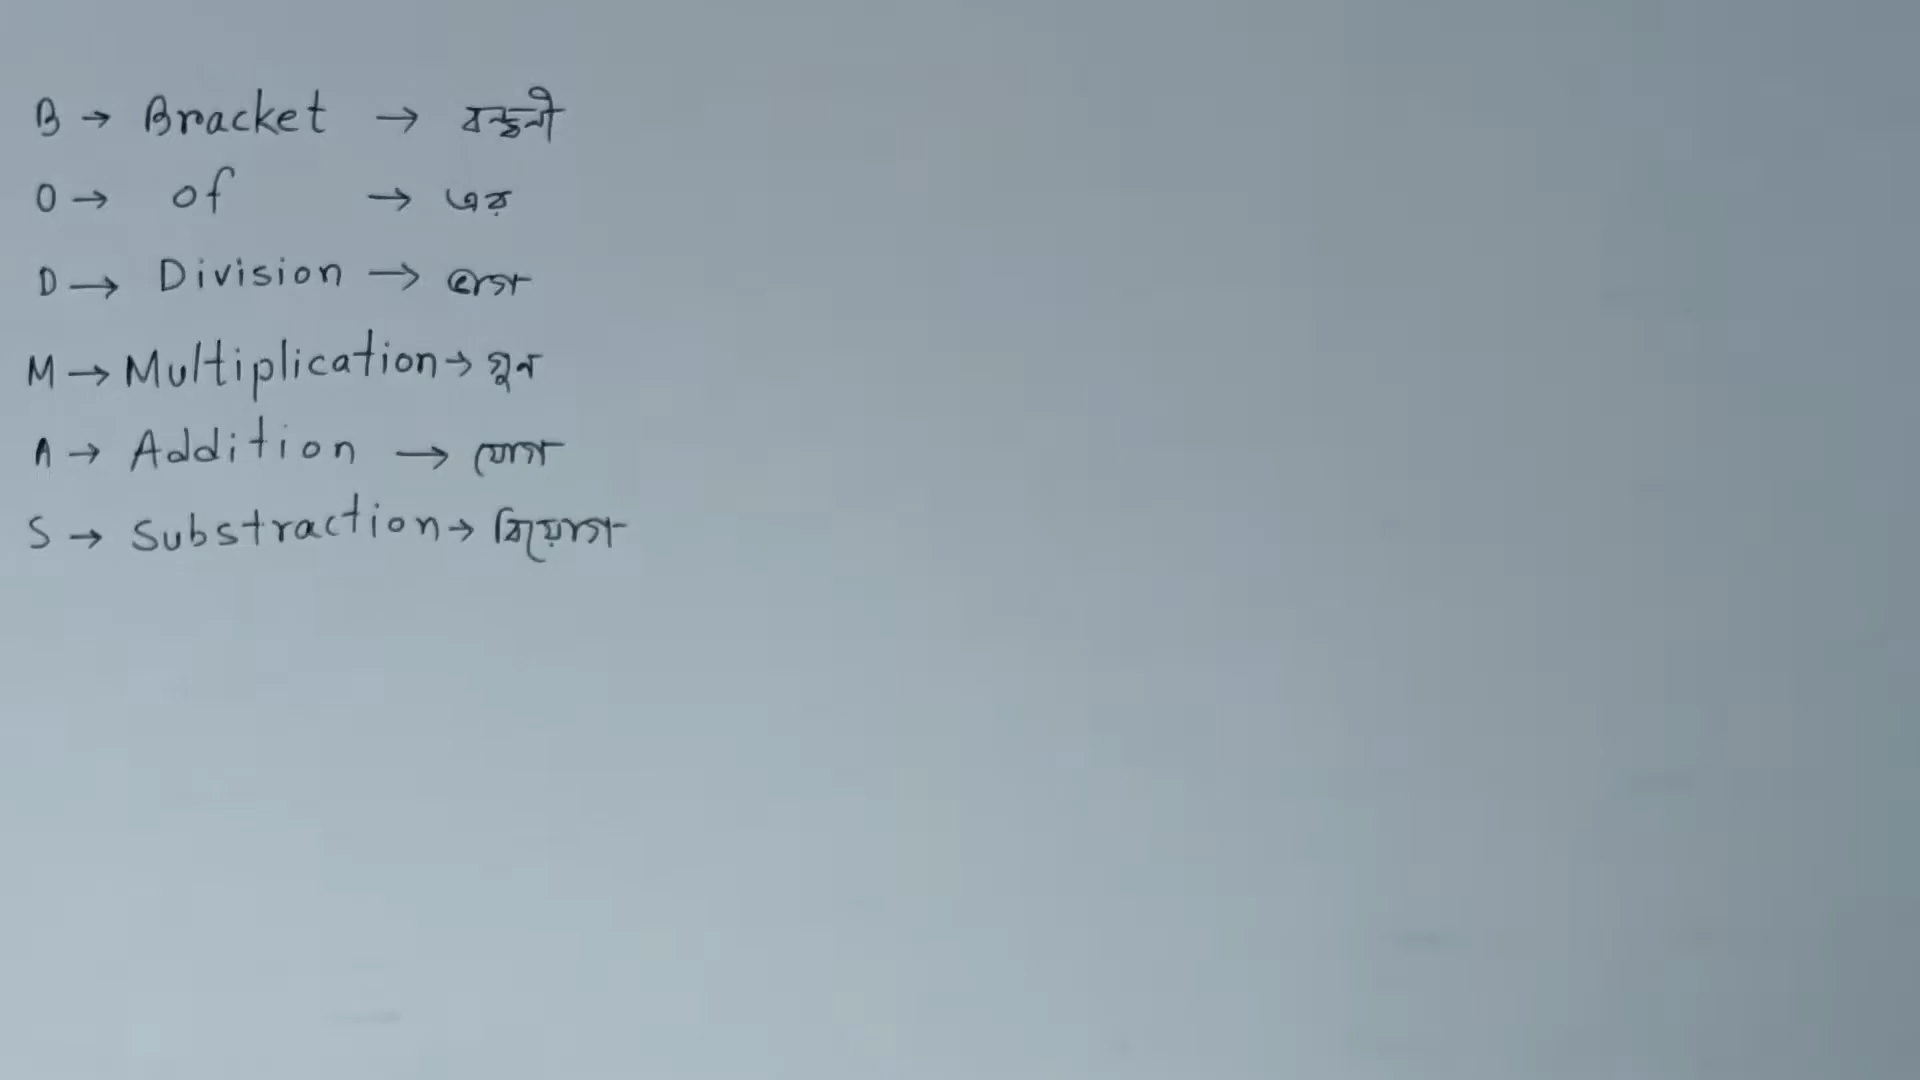 B → Bracket → বন্ধনী
O → of → এর
D → Division → ভাগ
M → Multiplication → গুন
A → Addition → যোগ
S → Substraction → বিয়োগ